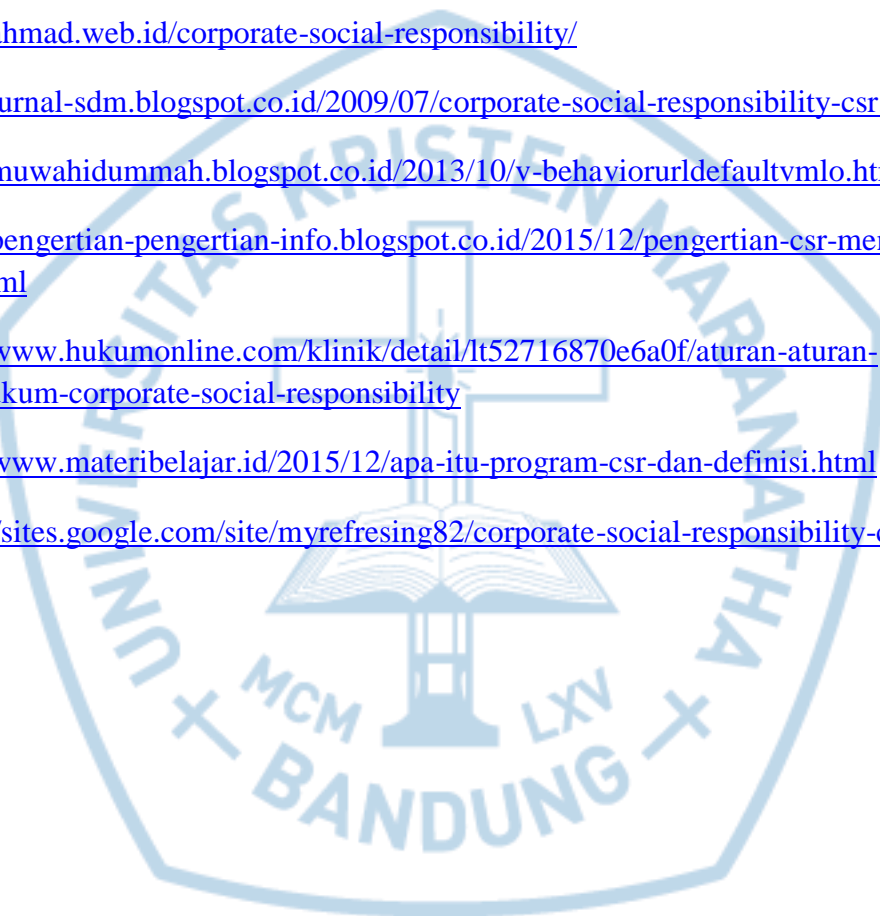 ahmad.web.id/corporate-social-responsibility/
urnal-sdm.blogspot.co.id/2009/07/corporate-social-responsibility-csr
muwahidummah.blogspot.co.id/2013/10/v-behaviorurldefaultvmlo.ht
pengertian-pengertian-info.blogspot.co.id/2015/12/pengertian-csr-me
ml
www.hukumonline.com/klinik/detail/lt52716870e6a0f/aturan-aturan-
kum-corporate-social-responsibility
www.materibelajar.id/2015/12/apa-itu-program-csr-dan-definisi.html
/sites.google.com/site/myrefresing82/corporate-social-responsibility-
UNIVERSITAS KRISTEN MARANATHA
MCM LXV
BANDUNG